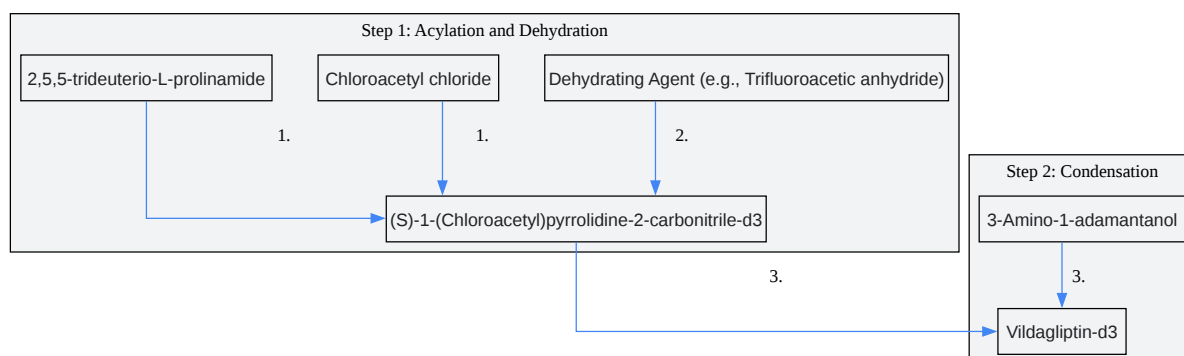 Step 1: Acylation and Dehydration
2,5,5-trideuterio-L-prolinamide
Chloroacetyl chloride
Dehydrating Agent (e.g., Trifluoroacetic anhydride)
1.
1.
2.
Step 2: Condensation
(S)-1-(Chloroacetyl)pyrrolidine-2-carbonitrile-d3
3-Amino-1-adamantanol
3.
3.
Vildagliptin-d3